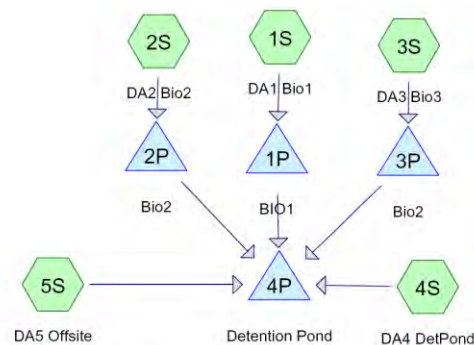 2S 1S 3S
DA2 Bio2 DA1 Bio1 DA3 Bio3
2P 1P 3P
Bio2 BIO1 Bio2
5S 4P 4S
DA5 Offsite Detention Pond DA4 DetPond